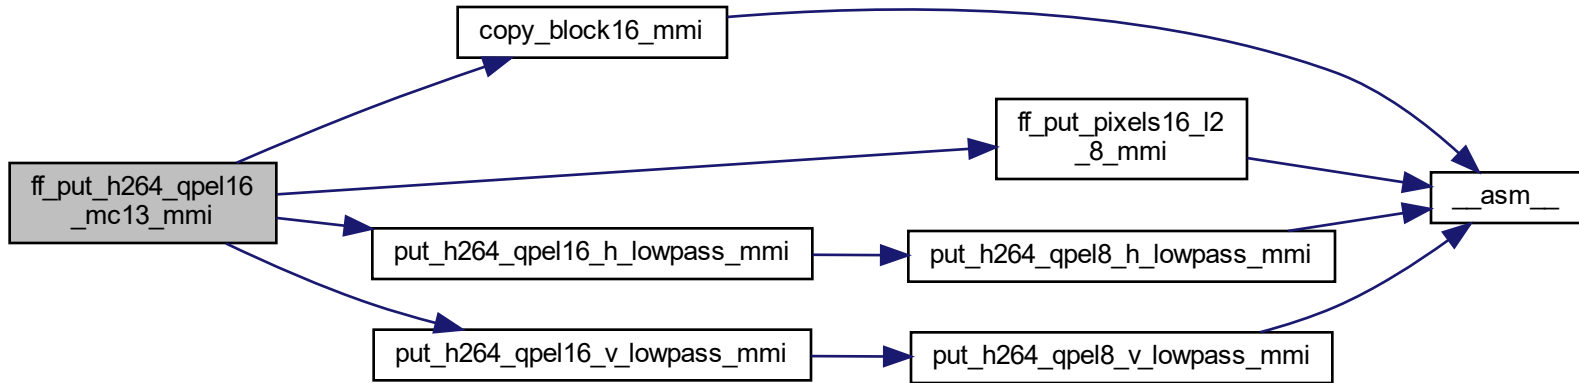 copy_block16_mmi
ff_put_pixels16_l2
_8_mmi
ff_put_h264_qpel16
_mc13_mmi
__asm__
put_h264_qpel16_h_lowpass_mmi
put_h264_qpel8_h_lowpass_mmi
put_h264_qpel16_v_lowpass_mmi
put_h264_qpel8_v_lowpass_mmi